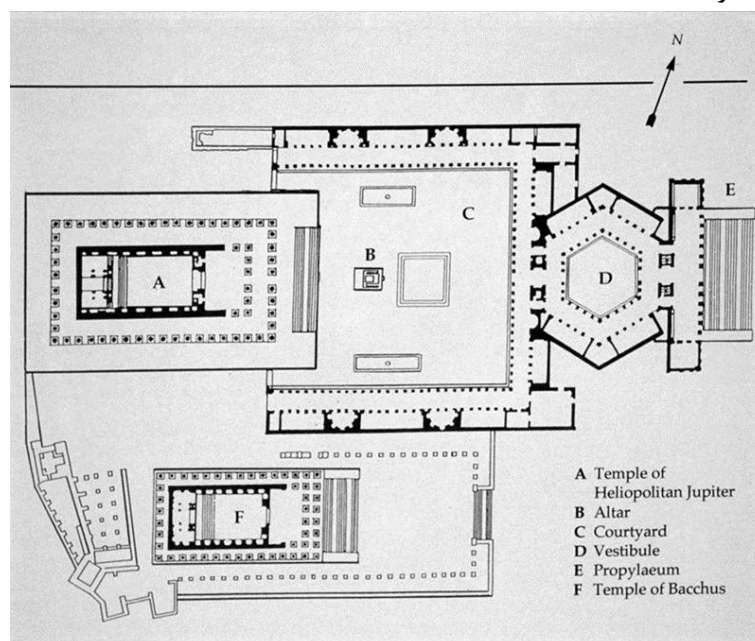 N
E
C
B
A
D
F
A Temple of
Heliopolitan Jupiter
B Altar
C Courtyard
D Vestibule
E Propylaeum
F Temple of Bacchus